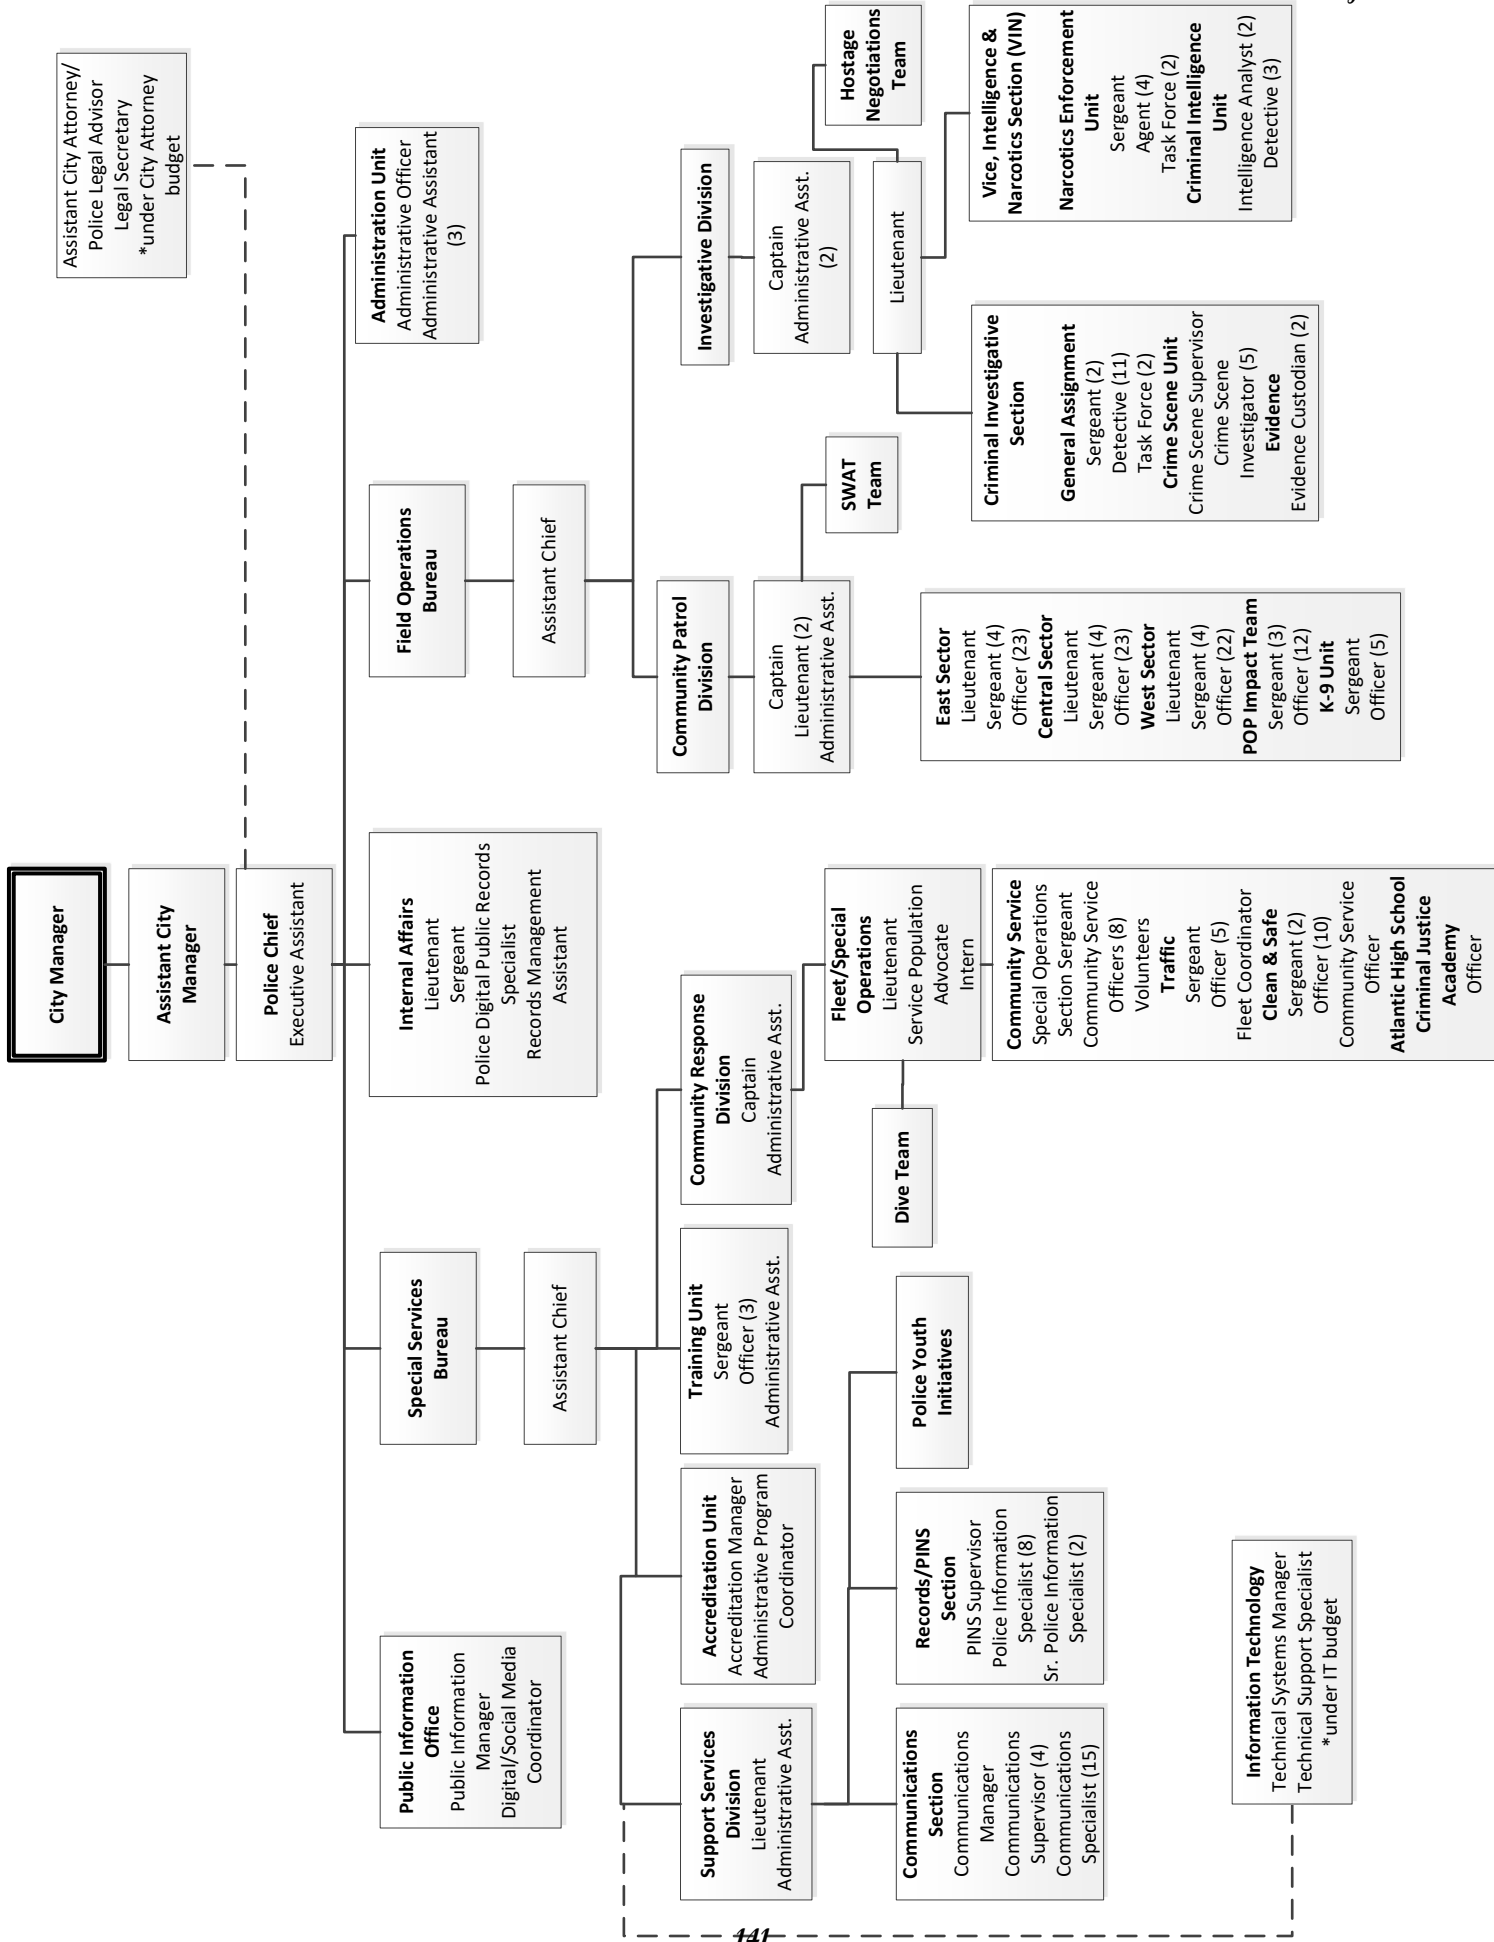 City Manager
Assistant City
Manager
Police Chief
Executive Assistant
Assistant City Attorney/
Police Legal Advisor
Legal Secretary
*under City Attorney
budget
Public Information
Office
Public Information
Manager
Digital/Social Media
Coordinator
Special Services
Bureau
Assistant Chief
Internal Affairs
Lieutenant
Sergeant
Police Digital Public Records
Specialist
Records Management
Assistant
Field Operations
Bureau
Assistant Chief
Administration Unit
Administrative Officer
Administrative Assistant
(3)
Support Services
Division
Lieutenant
Administrative Asst.
Accreditation Unit
Accreditation Manager
Administrative Program
Coordinator
Training Unit
Sergeant
Officer (3)
Administrative Asst.
Community Response
Division
Captain
Administrative Asst.
Community Patrol
Division
Captain
Lieutenant (2)
Administrative Asst.
Investigative Division
Captain
Administrative Asst.
(2)
Communications
Section
Communications
Manager
Communications
Supervisor (4)
Communications
Specialist (15)
Records/PINS
Section
PINS Supervisor
Police Information
Specialist (8)
Sr. Police Information
Specialist (2)
Police Youth
Initiatives
Dive Team
Fleet/Special
Operations
Lieutenant
Service Population
Advocate
Intern
Community Service
Special Operations
Section Sergeant
Community Service
Officers (8)
Volunteers
Traffic
Sergeant
Officer (5)
Fleet Coordinator
Clean & Safe
Sergeant (2)
Officer (10)
Community Service
Officer
Atlantic High School
Criminal Justice
Academy
Officer
SWAT
Team
East Sector
Lieutenant
Sergeant (4)
Officer (23)
Central Sector
Lieutenant
Sergeant (4)
Officer (23)
West Sector
Lieutenant
Sergeant (4)
Officer (22)
POP Impact Team
Sergeant (3)
Officer (12)
K-9 Unit
Sergeant
Officer (5)
Lieutenant
Hostage
Negotiations
Team
Criminal Investigative
Section
General Assignment
Sergeant (2)
Detective (11)
Task Force (2)
Crime Scene Unit
Crime Scene Supervisor
Crime Scene
Investigator (5)
Evidence
Evidence Custodian (2)
Vice, Intelligence &
Narcotics Section (VIN)
Narcotics Enforcement
Unit
Sergeant
Agent (4)
Task Force (2)
Criminal Intelligence
Unit
Intelligence Analyst (2)
Detective (3)
Information Technology
Technical Systems Manager
Technical Support Specialist
*under IT budget
141